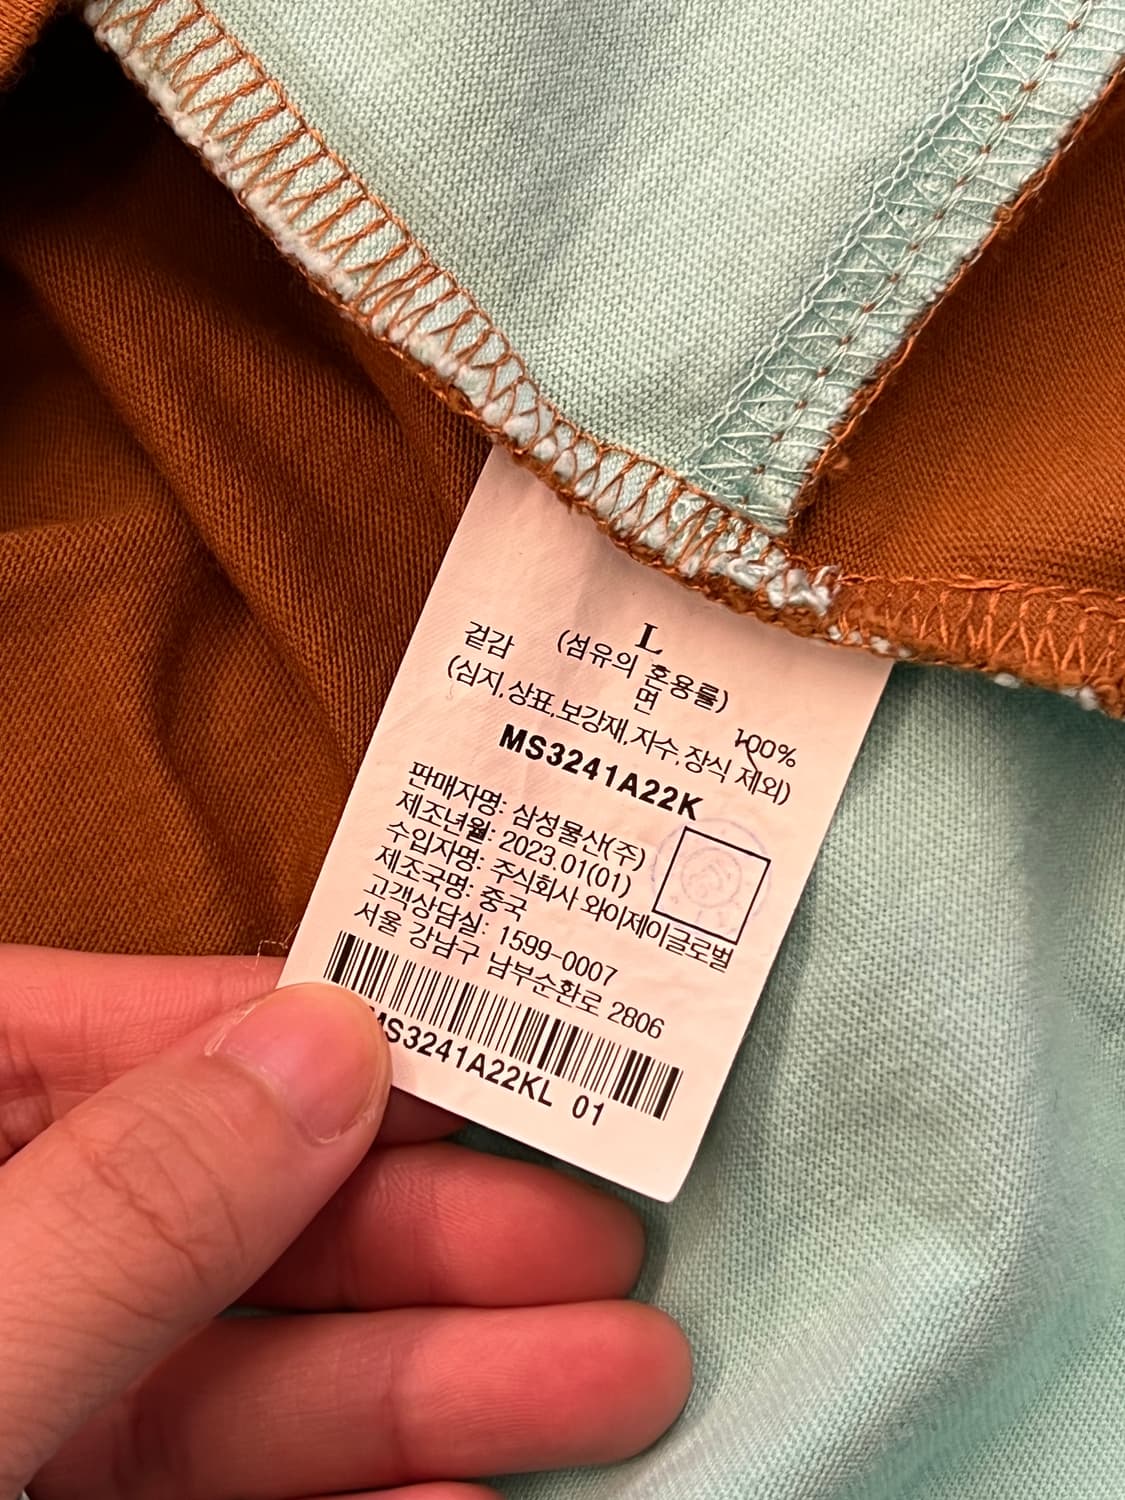 L
(섬유의 혼용률)
겉감 면 100%
(심지,상표,보강재,자수,장식 제외)
MS3241A22K
판매자명: 삼성물산(주)
제조년월: 2023.01(01)
수입자명: 주식회사 와이제이글로벌
제조국명: 중국
고객상담실: 1599-0007
서울 강남구 남부순환로 2806
MS3241A22KL 01